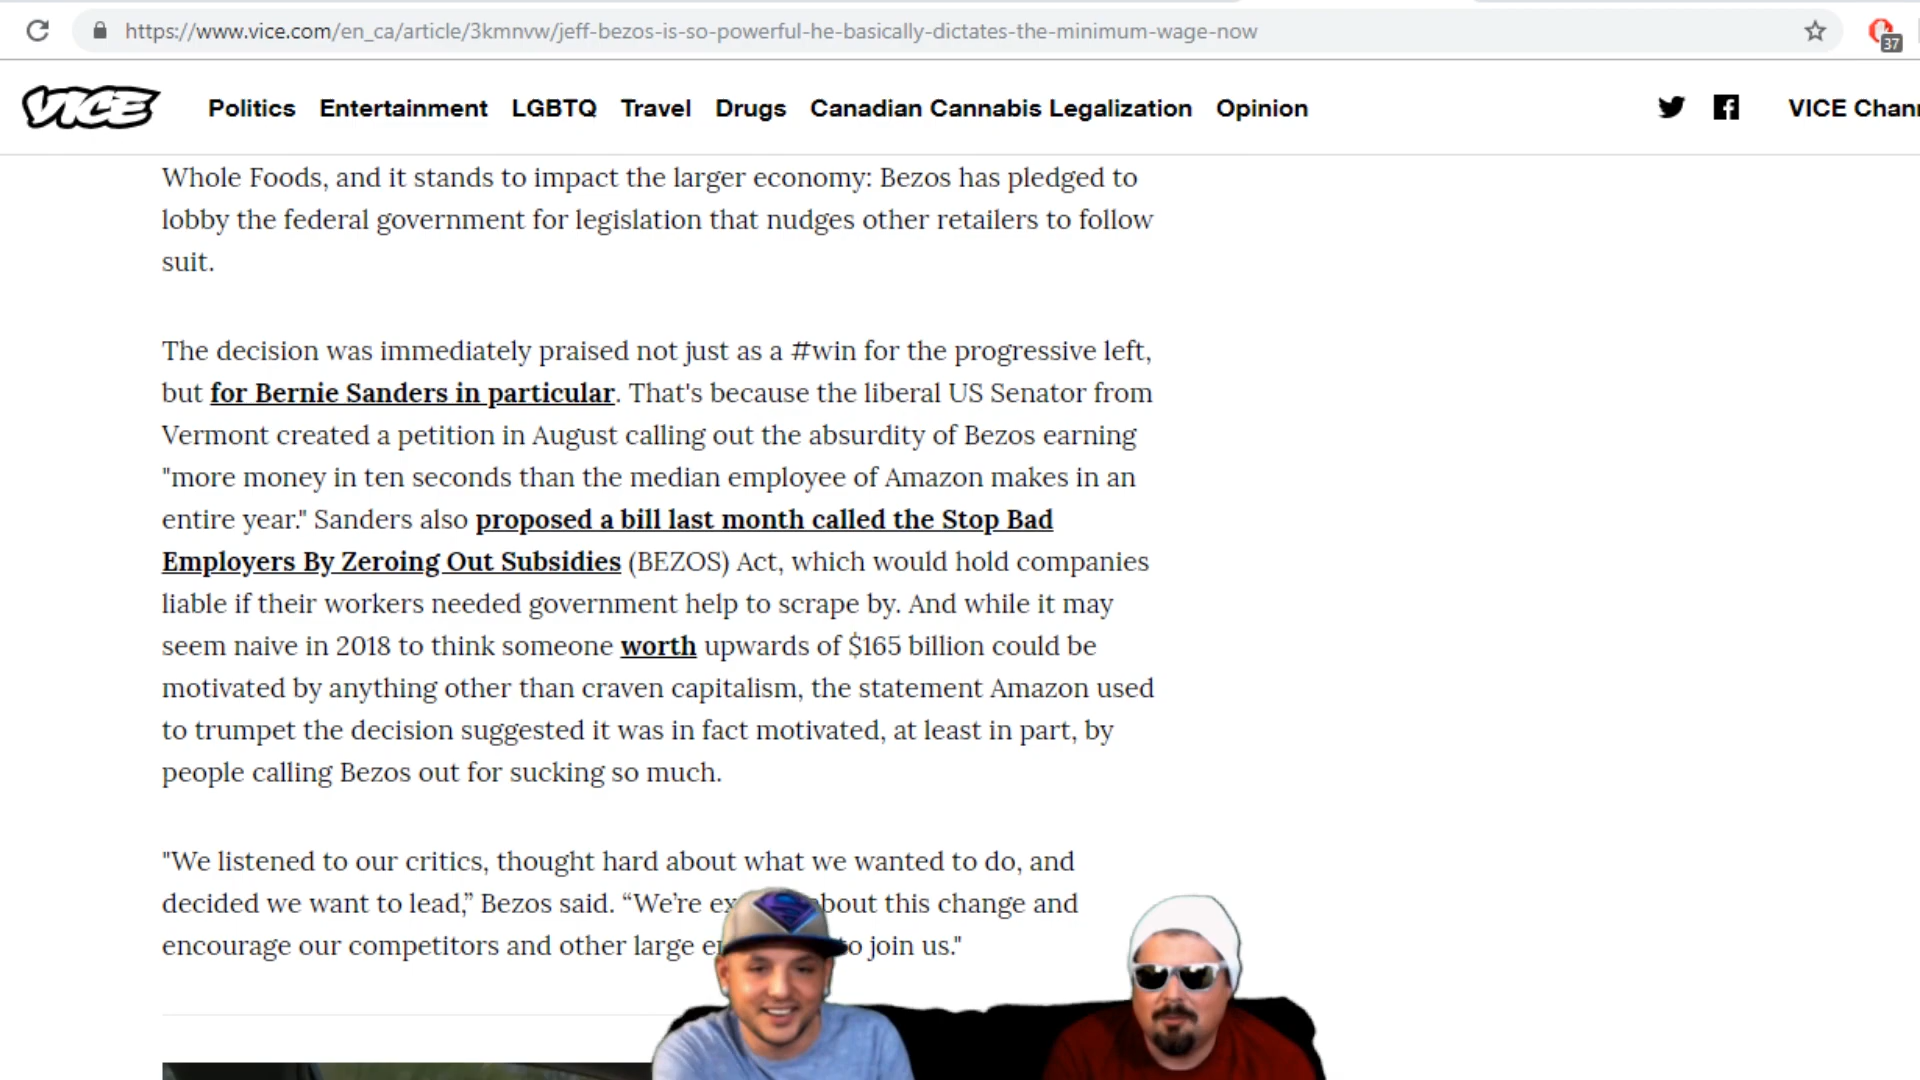 https://www.vice.com/en_ca/article/3kmnvw/jeff-bezos-is-so-powerful-he-basically-dictates-the-minimum-wage-now
37
VICE Politics Entertainment LGBTQ Travel Drugs Canadian Cannabis Legalization Opinion VICE Chann
Whole Foods, and it stands to impact the larger economy: Bezos has pledged to
lobby the federal government for legislation that nudges other retailers to follow
suit.
The decision was immediately praised not just as a #win for the progressive left,
but for Bernie Sanders in particular. That's because the liberal US Senator from
Vermont created a petition in August calling out the absurdity of Bezos earning
"more money in ten seconds than the median employee of Amazon makes in an
entire year." Sanders also proposed a bill last month called the Stop Bad
Employers By Zeroing Out Subsidies (BEZOS) Act, which would hold companies
liable if their workers needed government help to scrape by. And while it may
seem naive in 2018 to think someone worth upwards of $165 billion could be
motivated by anything other than craven capitalism, the statement Amazon used
to trumpet the decision suggested it was in fact motivated, at least in part, by
people calling Bezos out for sucking so much.
"We listened to our critics, thought hard about what we wanted to do, and
decided we want to lead,” Bezos said. “We’re ex bout this change and
encourage our competitors and other large e to join us."